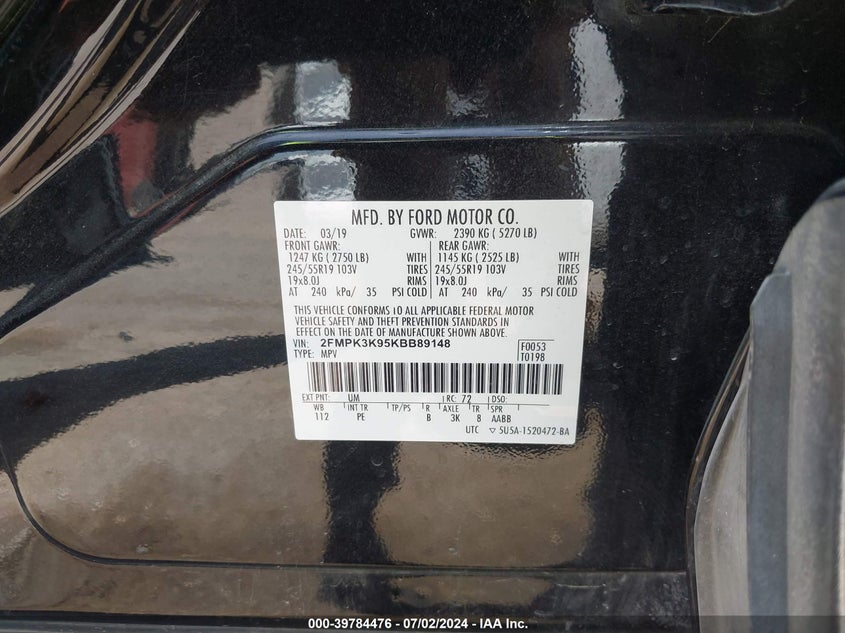 MFD. BY FORD MOTOR CO.
DATE: 03/19 GVWR: 2390 KG ( 5270 LB)
FRONT GAWR: REAR GAWR:
1247 KG ( 2750 LB) WITH 1145 KG ( 2525 LB) WITH
245/55R19 103V TIRES 245/55R19 103V TIRES
19x8.0J RIMS 19x8.0J RIMS
AT 240 kPa/ 35 PSI COLD AT 240 kPa/ 35 PSI COLD
THIS VEHICLE CONFORMS TO ALL APPLICABLE FEDERAL MOTOR
VEHICLE SAFETY AND THEFT PREVENTION STANDARDS IN
EFFECT ON THE DATE OF MANUFACTURE SHOWN ABOVE.
VIN: 2FMPK3K95KBB89148 F0053
TYPE: MPV T0198
EXT PNT: UM RC: 72 DSO:
WB INT TR TP/PS R AXLE TR SPR
112 PE B 3K 8 AABB
UTC ▽ 5U5A-1520472-BA
000-39784476 - 07/02/2024 - IAA Inc.